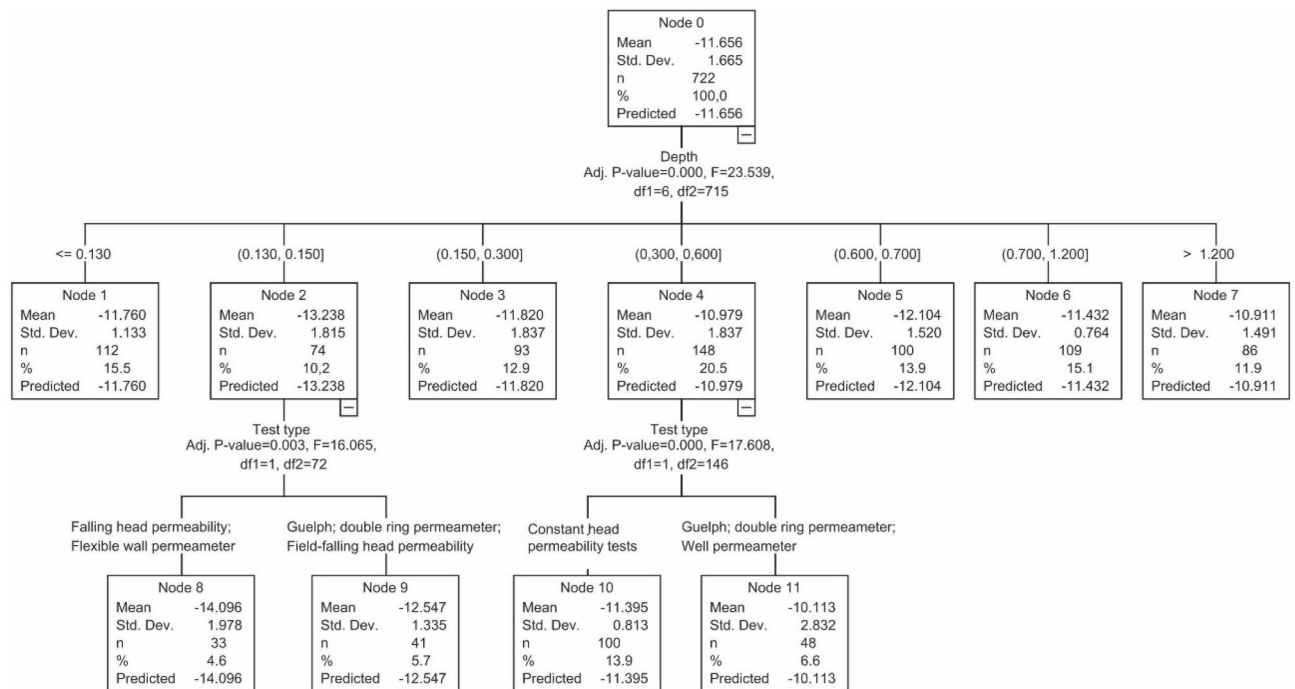 Node 0
Mean -11.656
Std. Dev. 1.665
n 722
% 100,0
Predicted -11.656
Depth
Adj. P-value=0.000, F=23.539,
df1=6, df2=715
<= 0.130
(0.130, 0.150]
(0.150, 0.300]
(0,300, 0,600]
(0.600, 0.700]
(0.700, 1.200]
> 1.200
Node 1
Mean -11.760
Std. Dev. 1.133
n 112
% 15.5
Predicted -11.760
Node 2
Mean -13.238
Std. Dev. 1.815
n 74
% 10,2
Predicted -13.238
Node 3
Mean -11.820
Std. Dev. 1.837
n 93
% 12.9
Predicted -11.820
Node 4
Mean -10.979
Std. Dev. 1.837
n 148
% 20.5
Predicted -10.979
Node 5
Mean -12.104
Std. Dev. 1.520
n 100
% 13.9
Predicted -12.104
Node 6
Mean -11.432
Std. Dev. 0.764
n 109
% 15.1
Predicted -11.432
Node 7
Mean -10.911
Std. Dev. 1.491
n 86
% 11.9
Predicted -10.911
Test type
Adj. P-value=0.003, F=16.065,
df1=1, df2=72
Test type
Adj. P-value=0.000, F=17.608,
df1=1, df2=146
Falling head permeability;
Flexible wall permeameter
Guelph; double ring permeameter;
Field-falling head permeability
Constant head
permeability tests
Guelph; double ring permeameter;
Well permeameter
Node 8
Mean -14.096
Std. Dev. 1.978
n 33
% 4.6
Predicted -14.096
Node 9
Mean -12.547
Std. Dev. 1.335
n 41
% 5.7
Predicted -12.547
Node 10
Mean -11.395
Std. Dev. 0.813
n 100
% 13.9
Predicted -11.395
Node 11
Mean -10.113
Std. Dev. 2.832
n 48
% 6.6
Predicted -10.113